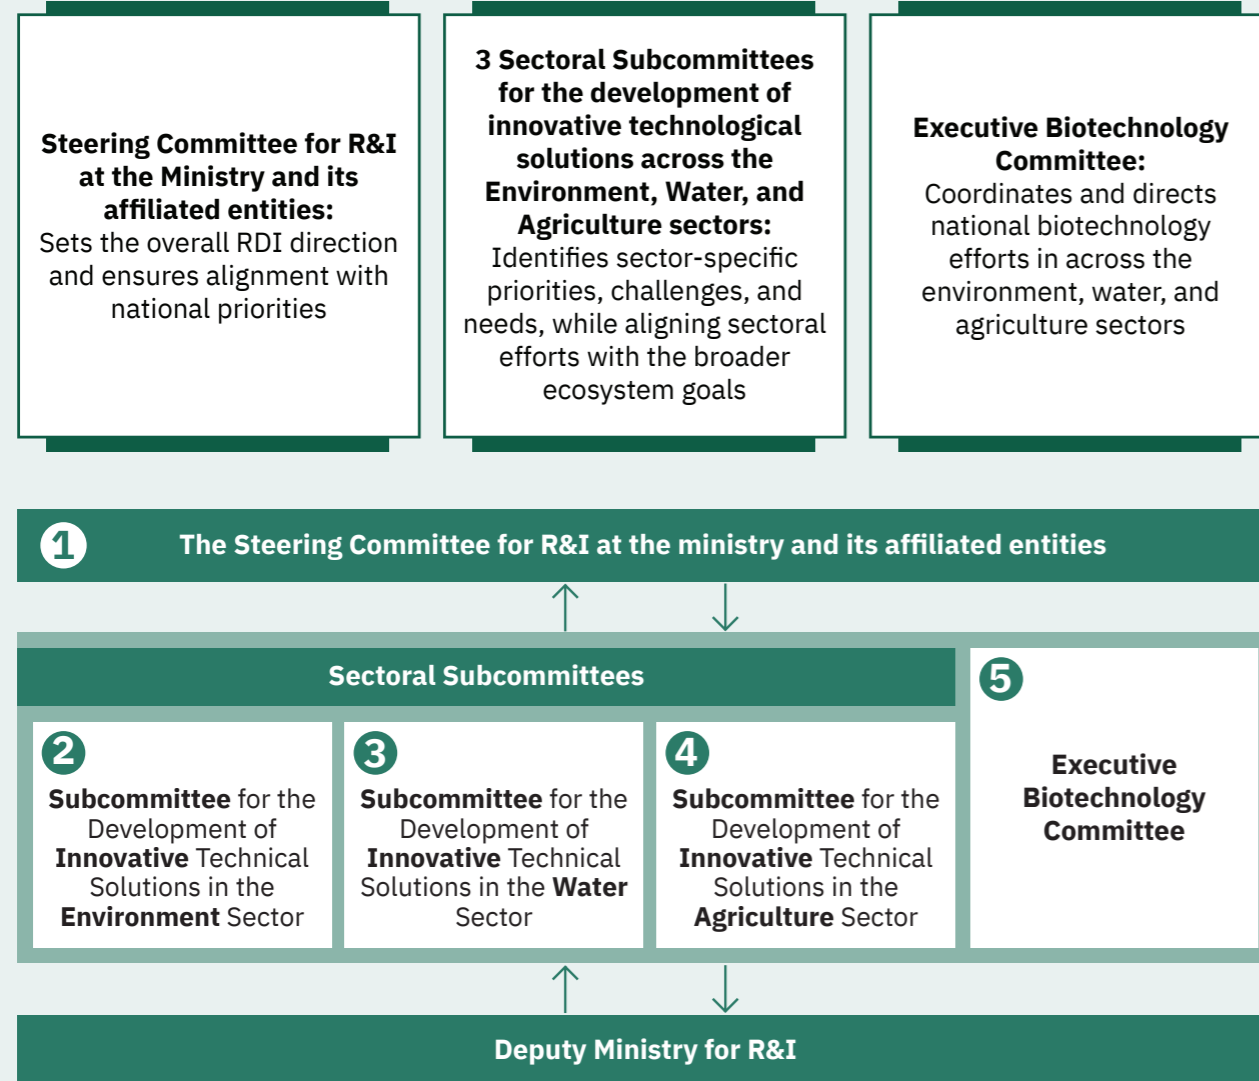 Steering Committee for R&I
at the Ministry and its
affiliated entities:
Sets the overall RDI direction
and ensures alignment with
national priorities
3 Sectoral Subcommittees
for the development of
innovative technological
solutions across the
Environment, Water, and
Agriculture sectors:
Identifies sector-specific
priorities, challenges, and
needs, while aligning sectoral
efforts with the broader
ecosystem goals
Executive Biotechnology
Committee:
Coordinates and directs
national biotechnology
efforts in across the
environment, water, and
agriculture sectors
1
The Steering Committee for R&I at the ministry and its affiliated entities
Sectoral Subcommittees
2
Subcommittee for the
Development of
Innovative Technical
Solutions in the
Environment Sector
3
Subcommittee for the
Development of
Innovative Technical
Solutions in the Water
Sector
4
Subcommittee for the
Development of
Innovative Technical
Solutions in the
Agriculture Sector
5
Executive
Biotechnology
Committee
Deputy Ministry for R&I